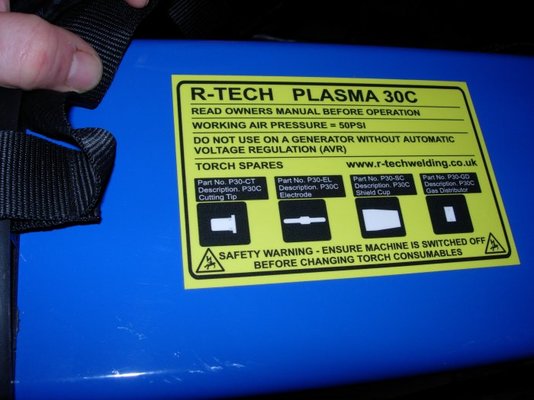 R-TECH PLASMA 30C
READ OWNERS MANUAL BEFORE OPERATION
WORKING AIR PRESSURE = 50PSI
DO NOT USE ON A GENERATOR WITHOUT AUTOMATIC
VOLTAGE REGULATION (AVR)
TORCH SPARES www.r-techwelding.co.uk
Part No. P30-CT
Description. P30C
Cutting Tip
Part No. P30-EL
Description. P30C
Electrode
Part No. P30-SC
Description. P30C
Shield Cup
Part No. P30-GD
Description. P30C
Gas Distributor
SAFETY WARNING - ENSURE MACHINE IS SWITCHED OFF
BEFORE CHANGING TORCH CONSUMABLES